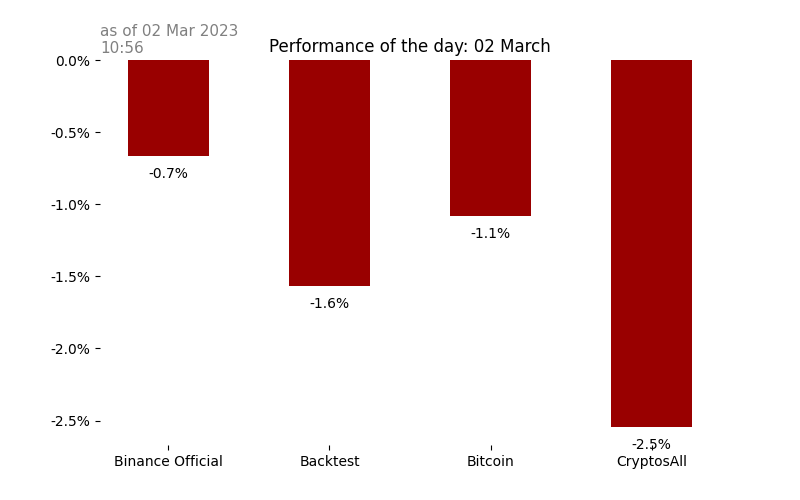 as of 02 Mar 2023
10:56
Performance of the day: 02 March
0.0%
-0.5%
-1.0%
-1.5%
-2.0%
-2.5%
-0.7%
-1.6%
-1.1%
-2.5%
Binance Official
Backtest
Bitcoin
CryptosAll